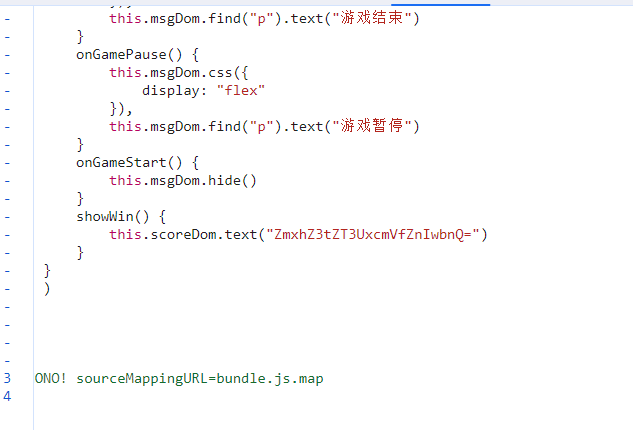 this.msgDom.find("p").text("游戏结束")
}
onGamePause() {
this.msgDom.css({
display: "flex"
}),
this.msgDom.find("p").text("游戏暂停")
}
onGameStart() {
this.msgDom.hide()
}
showWin() {
this.scoreDom.text("ZmxhZ3tZT3UxcmVfZnIwbnQ=")
}
}
)
3 ONO! sourceMappingURL=bundle.js.map
4